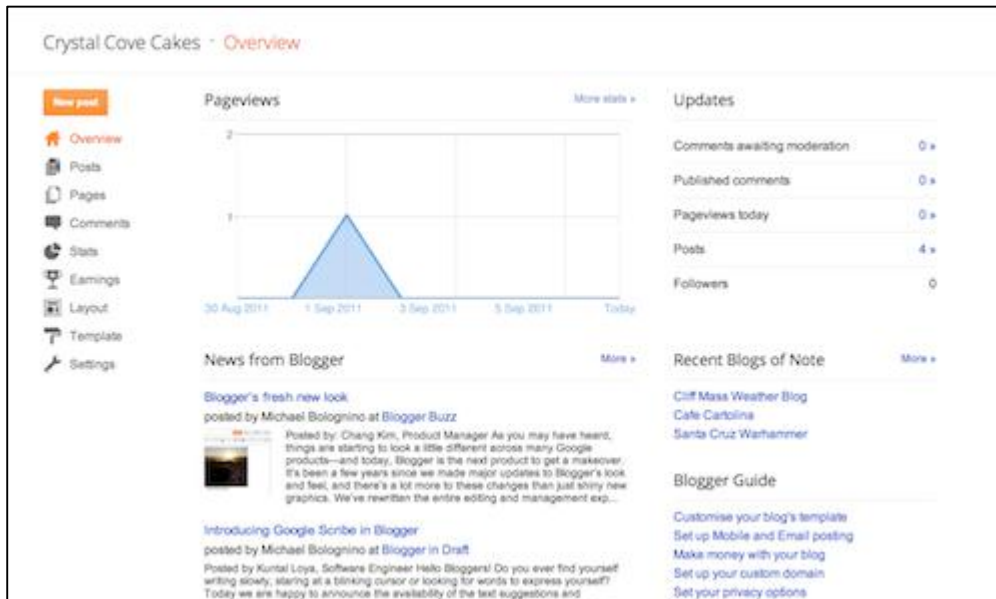 Crystal Cove Cakes · Overview
New post
Overview
Posts
Pages
Comments
Stats
Earnings
Layout
Template
Settings
Pageviews
More stats »
2
1
30 Aug 2011
1 Sep 2011
3 Sep 2011
5 Sep 2011
Today
Updates
Comments awaiting moderation 0 »
Published comments 0 »
Pageviews today 0 »
Posts 4 »
Followers 0
News from Blogger
More »
Blogger's fresh new look
posted by Michael Bolognino at Blogger Buzz
Posted by: Chang Kim, Product Manager As you may have heard,
things are starting to look a little different across many Google
products—and today, Blogger is the next product to get a makeover.
It's been a few years since we made major updates to Blogger's look
and feel, and there's a lot more to these changes than just shiny new
graphics. We've rewritten the entire editing and management exp...
Introducing Google Scribe in Blogger
posted by Michael Bolognino at Blogger in Draft
Posted by Kuntal Loya, Software Engineer Hello Bloggers! Do you ever find yourself
writing slowly, staring at a blinking cursor or looking for words to express yourself?
Today we are happy to announce the availability of the text suggestions and
Recent Blogs of Note
More »
Cliff Mass Weather Blog
Cafe Cartolina
Santa Cruz Warhammer
Blogger Guide
Customise your blog's template
Set up Mobile and Email posting
Make money with your blog
Set up your custom domain
Set your privacy options